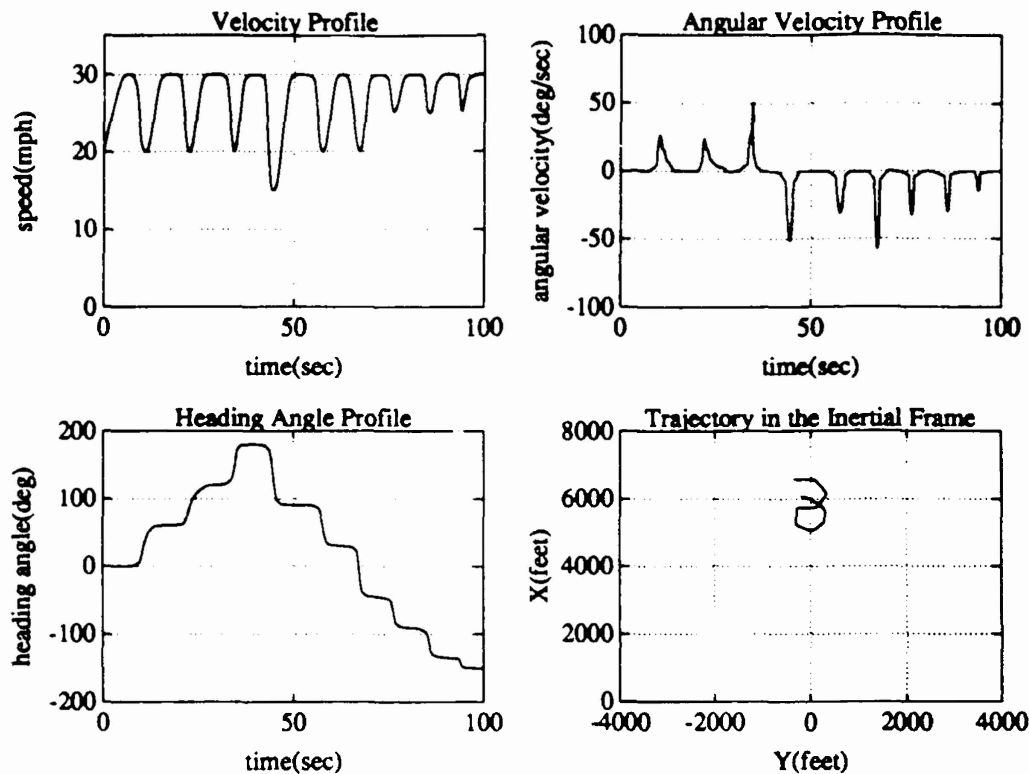 Velocity Profile
30
20
10
0
speed(mph)
0 50 100
time(sec)
Angular Velocity Profile
100
50
0
-50
-100
angular velocity(deg/sec)
0 50 100
time(sec)
Heading Angle Profile
200
100
0
-100
-200
heading angle(deg)
0 50 100
time(sec)
Trajectory in the Inertial Frame
8000
6000
4000
2000
0
X(feet)
-4000 -2000 0 2000 4000
Y(feet)